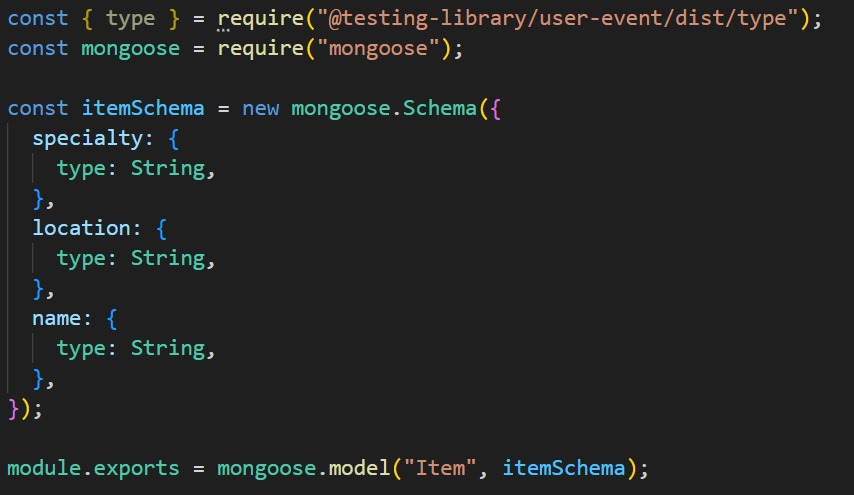 const { type } = require("@testing-library/user-event/dist/type");
const mongoose = require("mongoose");

const itemSchema = new mongoose.Schema({
  specialty: {
    type: String,
  },
  location: {
    type: String,
  },
  name: {
    type: String,
  },
});

module.exports = mongoose.model("Item", itemSchema);